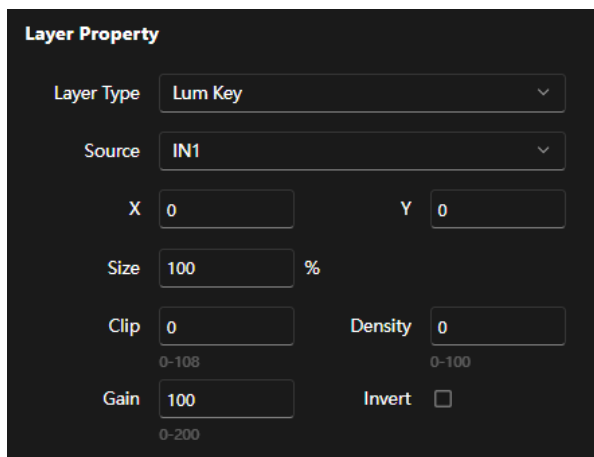 Layer Property
Layer Type Lum Key
Source IN1
X 0 Y 0
Size 100 %
Clip 0 Density 0
0-108 0-100
Gain 100 Invert
0-200